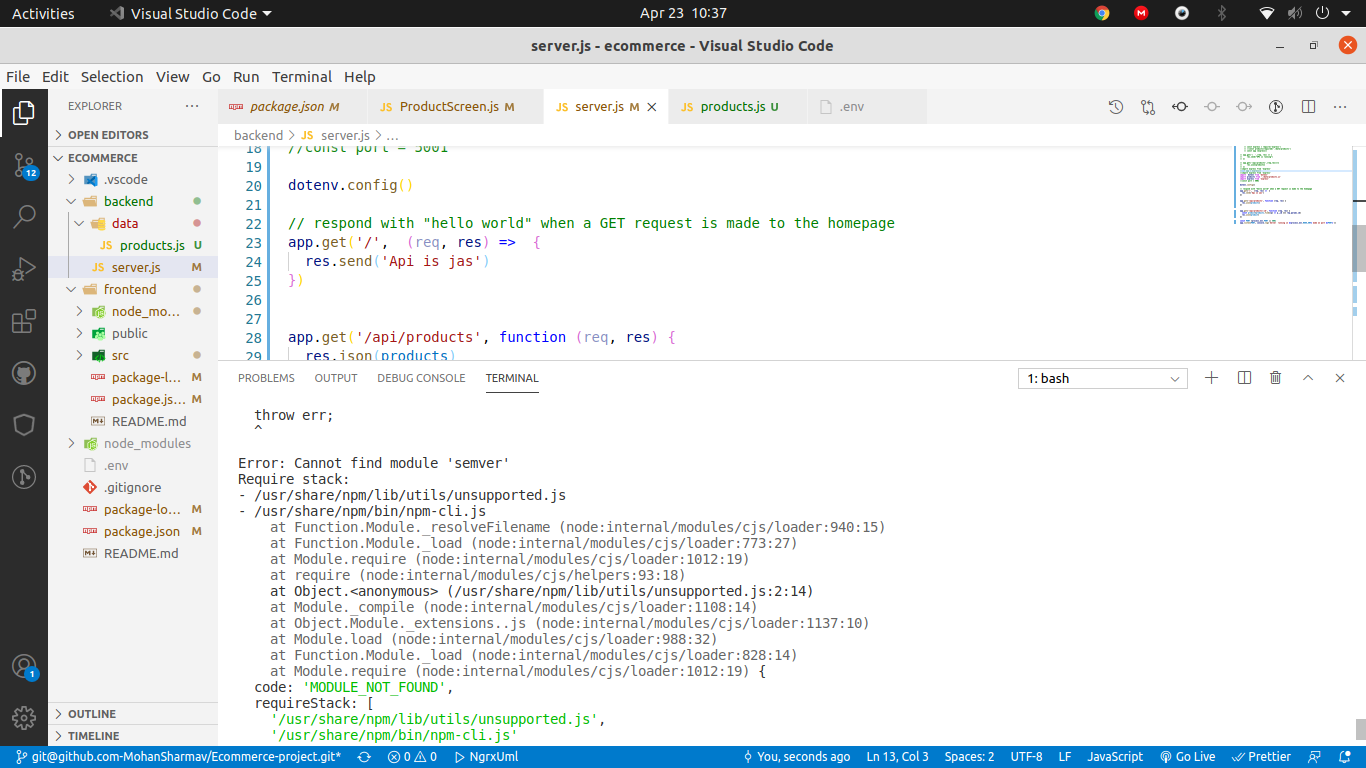 Activities Visual Studio Code Apr 23 10:37
server.js - ecommerce - Visual Studio Code
File Edit Selection View Go Run Terminal Help
EXPLORER
OPEN EDITORS
ECOMMERCE
.vscode
backend
data
JS products.js U
JS server.js M
frontend
node_mo...
public
src
package-l... M
package.js... M
README.md
node_modules
.env
.gitignore
package-lo... M
package.json M
README.md
OUTLINE
TIMELINE
12
1
package.json M JS ProductScreen.js M JS server.js M JS products.js U .env
backend > JS server.js > ...
18 //const port = 5001
19
20 dotenv.config()
21
22 // respond with "hello world" when a GET request is made to the homepage
23 app.get('/',  (req, res) =>  {
24   res.send('Api is jas')
25 })
26
27
28 app.get('/api/products', function (req, res) {
29   res.json(products)
PROBLEMS OUTPUT DEBUG CONSOLE TERMINAL 1: bash
throw err;
^
Error: Cannot find module 'semver'
Require stack:
- /usr/share/npm/lib/utils/unsupported.js
- /usr/share/npm/bin/npm-cli.js
at Function.Module._resolveFilename (node:internal/modules/cjs/loader:940:15)
at Function.Module._load (node:internal/modules/cjs/loader:773:27)
at Module.require (node:internal/modules/cjs/loader:1012:19)
at require (node:internal/modules/cjs/helpers:93:18)
at Object.<anonymous> (/usr/share/npm/lib/utils/unsupported.js:2:14)
at Module._compile (node:internal/modules/cjs/loader:1108:14)
at Object.Module._extensions..js (node:internal/modules/cjs/loader:1137:10)
at Module.load (node:internal/modules/cjs/loader:988:32)
at Function.Module._load (node:internal/modules/cjs/loader:828:14)
at Module.require (node:internal/modules/cjs/loader:1012:19) {
code: 'MODULE_NOT_FOUND',
requireStack: [
'/usr/share/npm/lib/utils/unsupported.js',
'/usr/share/npm/bin/npm-cli.js'
git@github.com-MohanSharmav/Ecommerce-project.git* 0 0 NgrxUml You, seconds ago Ln 13, Col 3 Spaces: 2 UTF-8 LF JavaScript Go Live Prettier